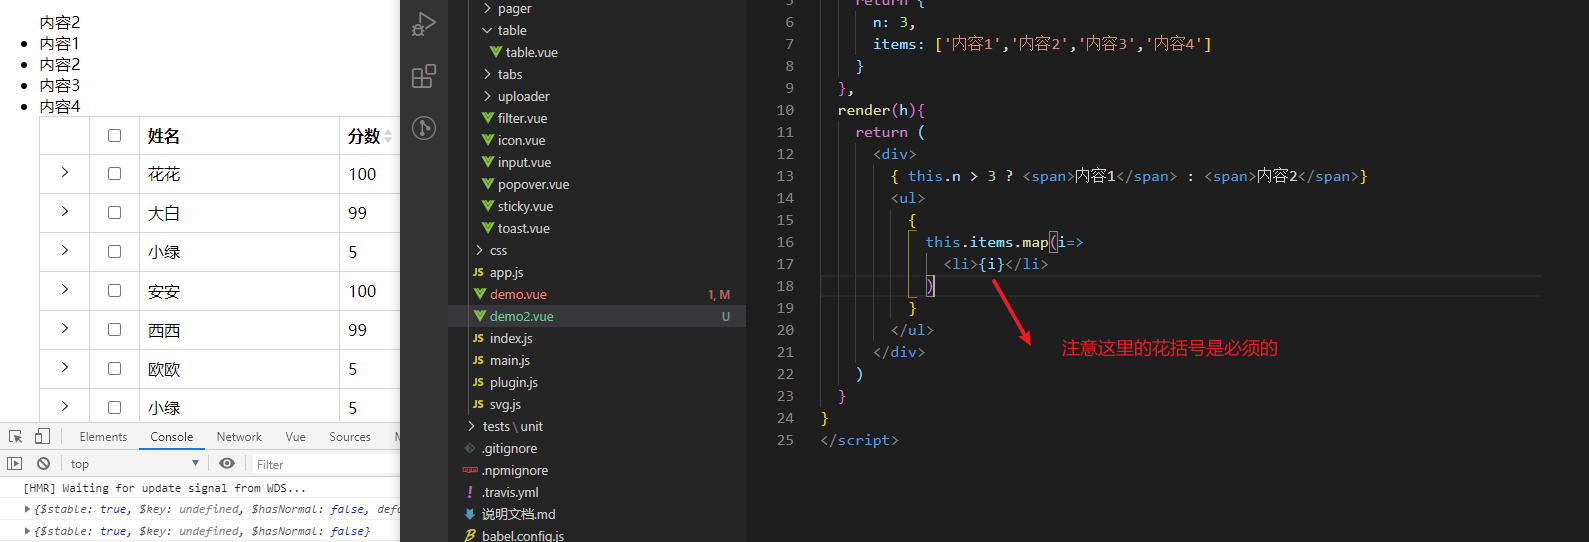 内容2
内容1
内容2
内容3
内容4
姓名 分数
花花 100
大白 99
小绿 5
安安 100
西西 99
欧欧 5
小绿 5
Elements Console Network Vue Sources
top Filter
[HMR] Waiting for update signal from WDS...
{$stable: true, $key: undefined, $hasNormal: false, defa
{$stable: true, $key: undefined, $hasNormal: false}
pager
table
table.vue
tabs
uploader
filter.vue
icon.vue
input.vue
popover.vue
sticky.vue
toast.vue
css
JS app.js
demo.vue 1, M
demo2.vue U
JS index.js
JS main.js
JS plugin.js
JS svg.js
tests \ unit
.gitignore
npm .npmignore
! .travis.yml
说明文档.md
babel.config.js
5 return {
6 n: 3,
7 items: ['内容1','内容2','内容3','内容4']
8 }
9 },
10 render(h){
11 return (
12 <div>
13 { this.n > 3 ? <span>内容1</span> : <span>内容2</span>}
14 <ul>
15 {
16 this.items.map(i=>
17 <li>{i}</li>
18 )
19 }
20 </ul>
21 </div>
22 )
23 }
24 }
25 </script>
注意这里的花括号是必须的